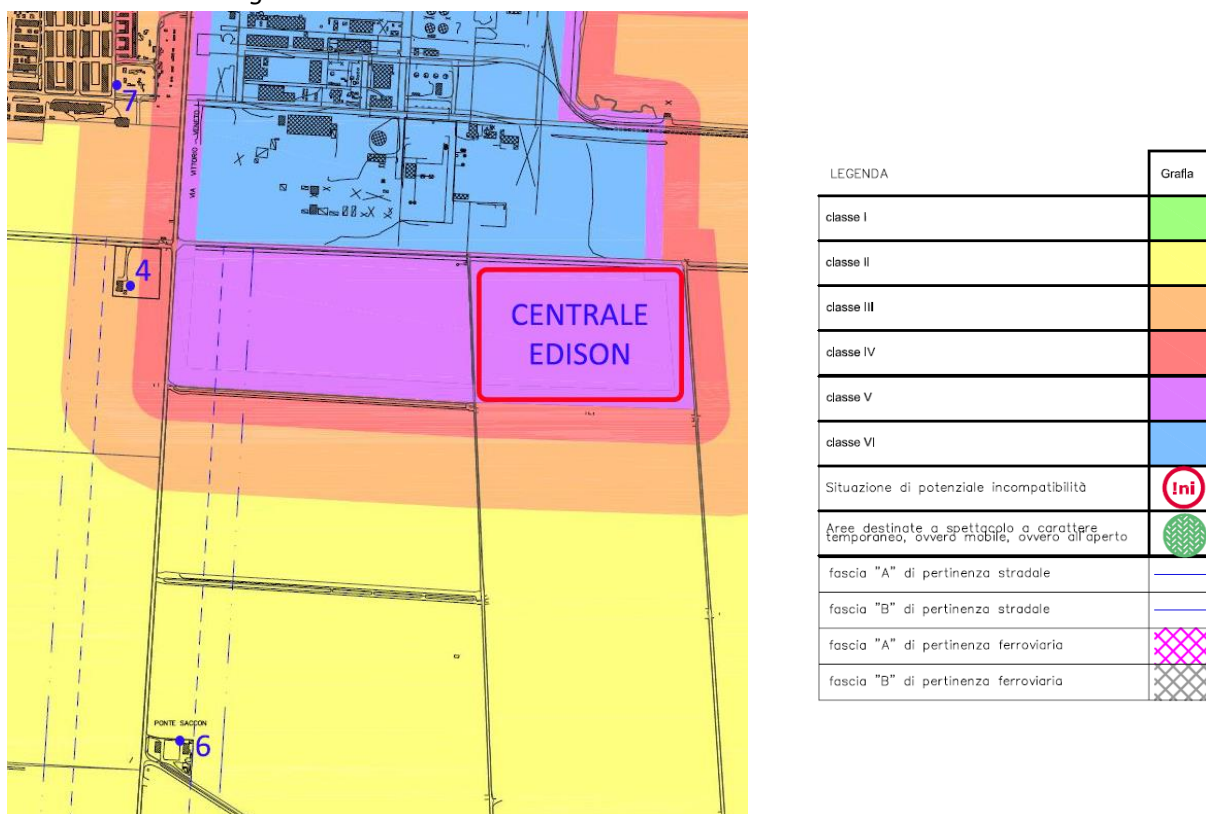 7
VIA VITTORIO VENETO
4
CENTRALE
EDISON
PONTE SACCON
6
LEGENDA
Grafia
classe I
classe II
classe III
classe IV
classe V
classe VI
Situazione di potenziale incompatibilità
!ni
Aree destinate a spettacolo a carattere
temporaneo, ovvero mobile, ovvero all'aperto
fascia "A" di pertinenza stradale
fascia "B" di pertinenza stradale
fascia "A" di pertinenza ferroviaria
fascia "B" di pertinenza ferroviaria